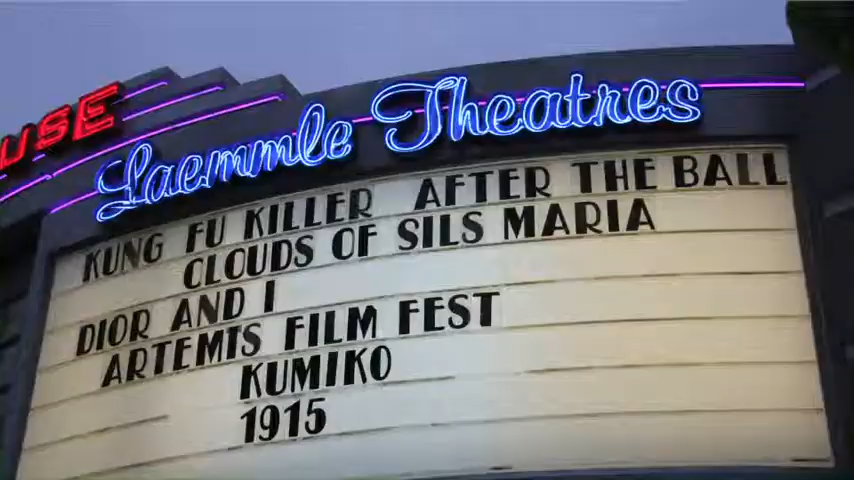 USE
Laemmle Theatres
KUNG FU KILLER AFTER THE BALL
CLOUDS OF SILS MARIA
DIOR AND I
ARTEMTS FILM FEST
KUMIKO
1915